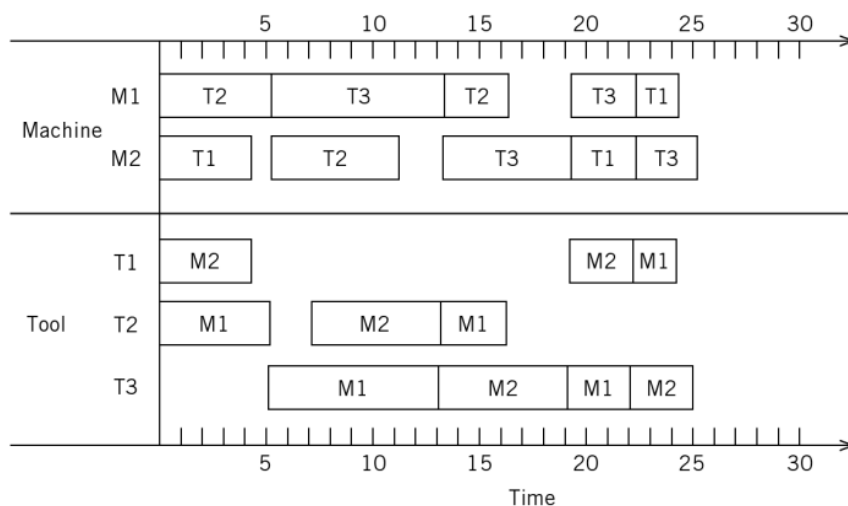 5 10 15 20 25 30
M1 T2 T3 T2 T3 T1
Machine
M2 T1 T2 T3 T1 T3
T1 M2 M2 M1
Tool T2 M1 M2 M1
T3 M1 M2 M1 M2
5 10 15 20 25 30
Time